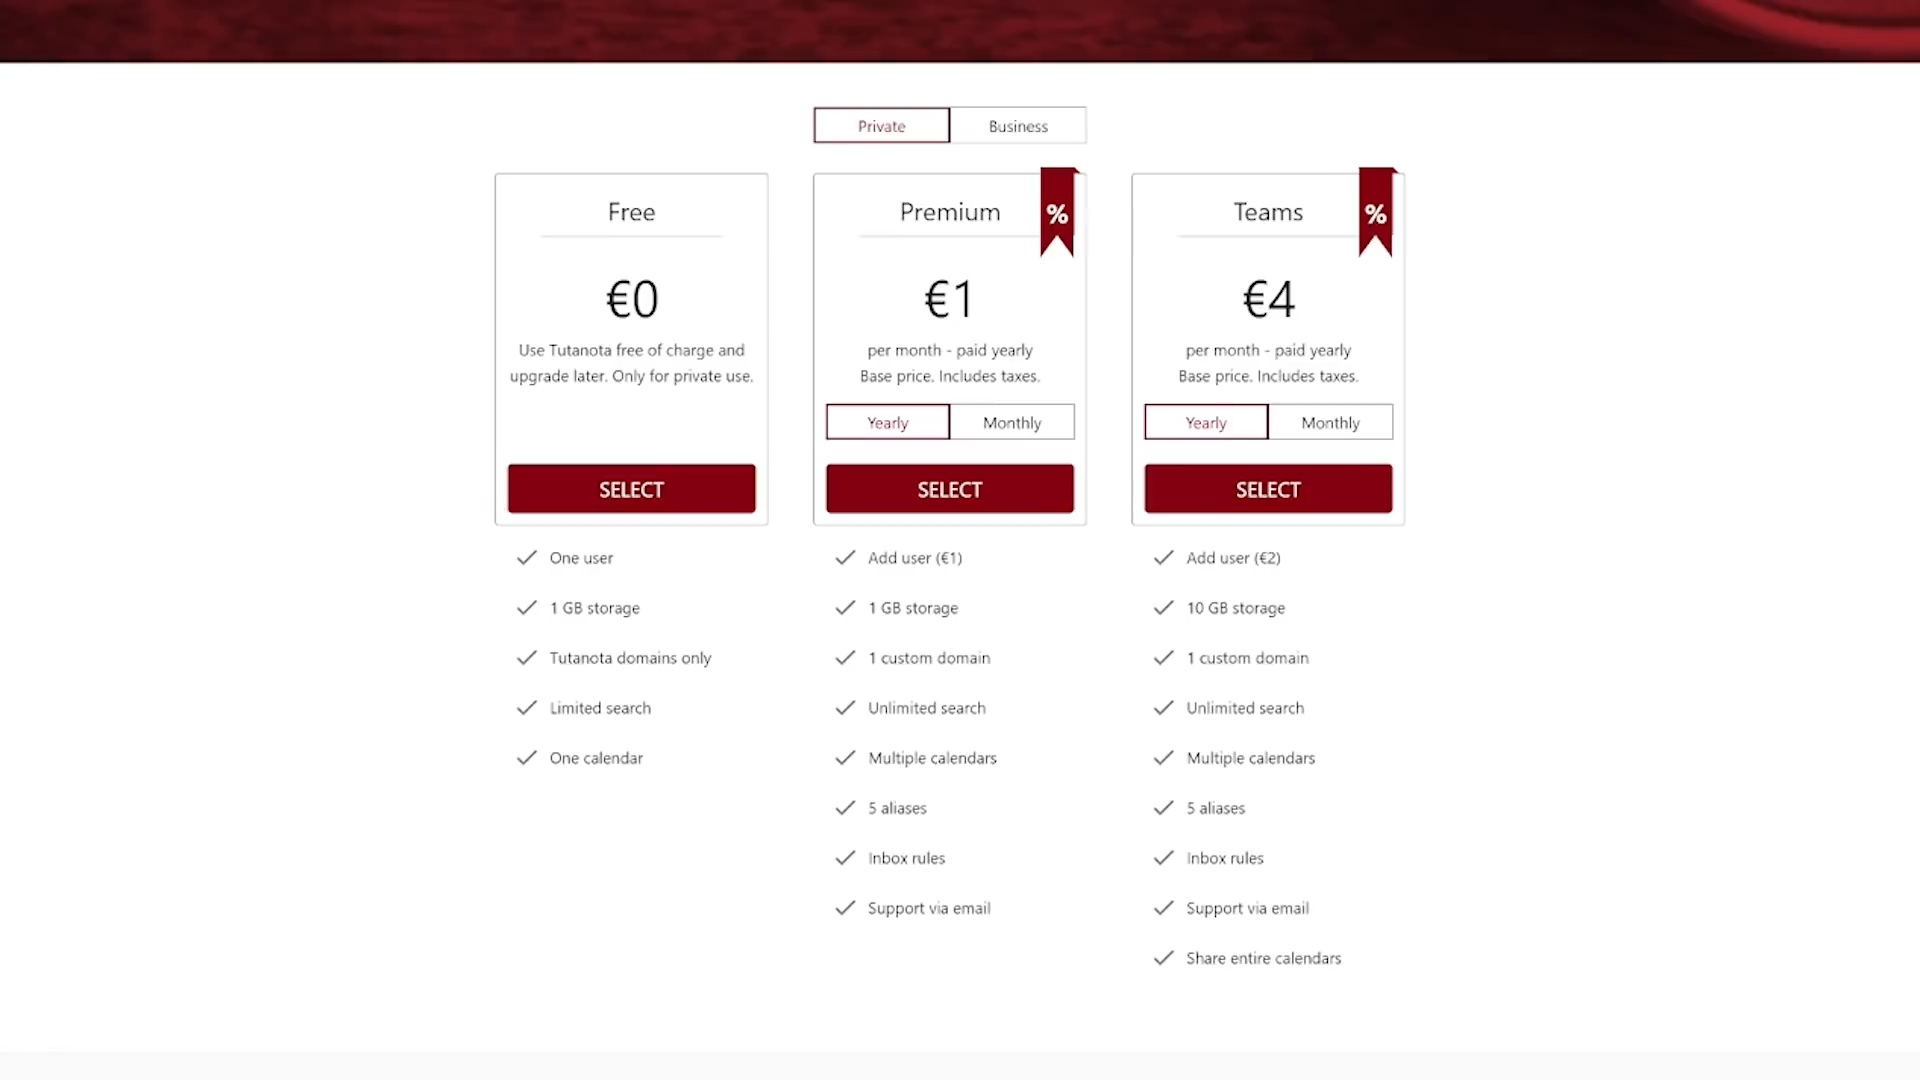 Private
Business
Free
€0
Use Tutanota free of charge and
upgrade later. Only for private use.
SELECT
One user
1 GB storage
Tutanota domains only
Limited search
One calendar
Premium
%
€1
per month - paid yearly
Base price. Includes taxes.
Yearly
Monthly
SELECT
Add user (€1)
1 GB storage
1 custom domain
Unlimited search
Multiple calendars
5 aliases
Inbox rules
Support via email
Teams
%
€4
per month - paid yearly
Base price. Includes taxes.
Yearly
Monthly
SELECT
Add user (€2)
10 GB storage
1 custom domain
Unlimited search
Multiple calendars
5 aliases
Inbox rules
Support via email
Share entire calendars